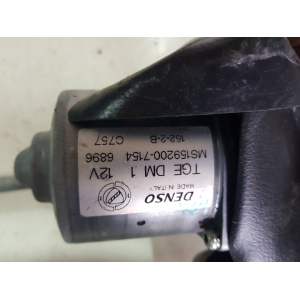 DENSO
MADE IN ITALY
TGE DM 1 12V
MS159200-7154 6896
152-2-B
C757